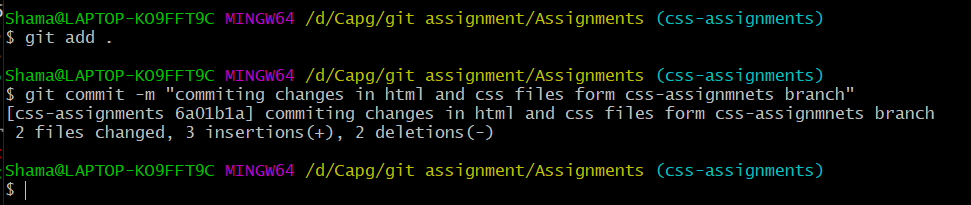 Shama@LAPTOP-KO9FFT9C MINGW64 /d/Capg/git assignment/Assignments (css-assignments)
$ git add .
Shama@LAPTOP-KO9FFT9C MINGW64 /d/Capg/git assignment/Assignments (css-assignments)
$ git commit -m "commiting changes in html and css files form css-assignmnets branch"
[css-assignments 6a01b1a] commiting changes in html and css files form css-assignmnets branch
 2 files changed, 3 insertions(+), 2 deletions(-)
Shama@LAPTOP-KO9FFT9C MINGW64 /d/Capg/git assignment/Assignments (css-assignments)
$